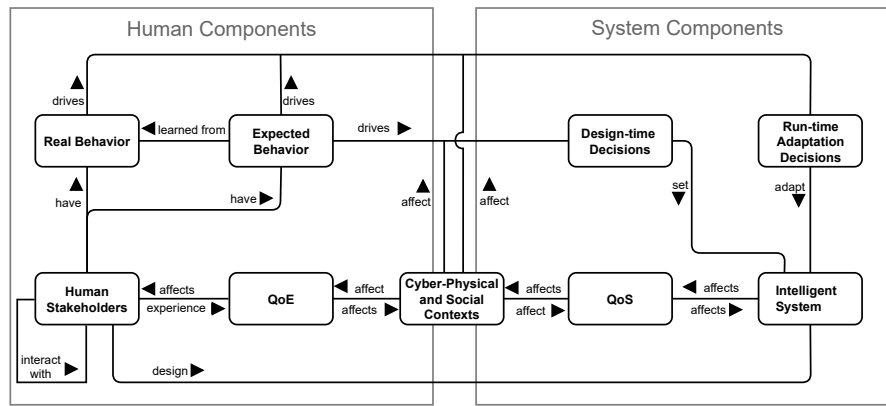 Human Components
System Components
drives
drives
Real Behavior
learned from
Expected
Behavior
drives
Design-time
Decisions
Run-time
Adaptation
Decisions
have
have
affect
affect
set
adapt
Human
Stakeholders
affects
experience
QoE
affect
affects
Cyber-Physical
and Social
Contexts
affects
affect
QoS
affects
affects
Intelligent
System
interact
with
design